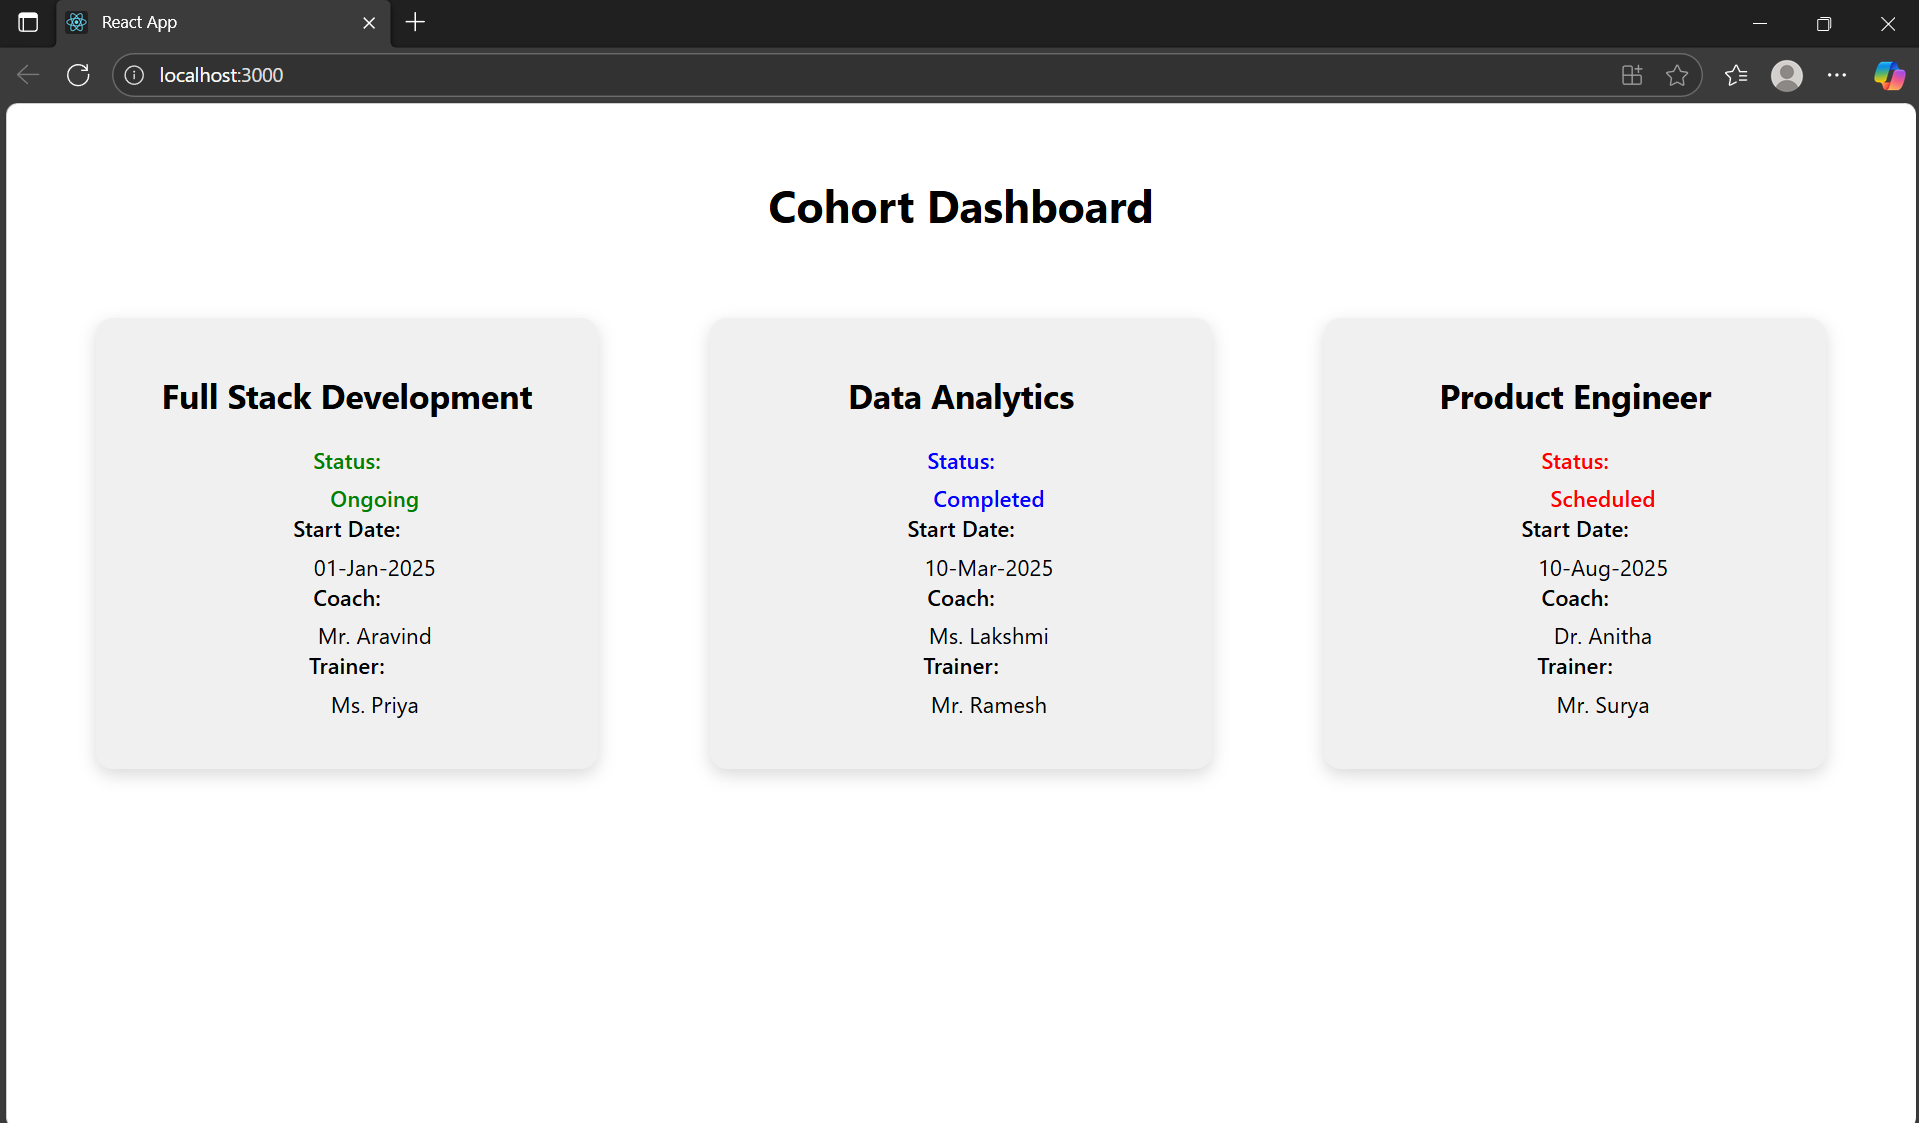 React App
localhost:3000
Cohort Dashboard
Full Stack Development
Status:
Ongoing
Start Date:
01-Jan-2025
Coach:
Mr. Aravind
Trainer:
Ms. Priya
Data Analytics
Status:
Completed
Start Date:
10-Mar-2025
Coach:
Ms. Lakshmi
Trainer:
Mr. Ramesh
Product Engineer
Status:
Scheduled
Start Date:
10-Aug-2025
Coach:
Dr. Anitha
Trainer:
Mr. Surya